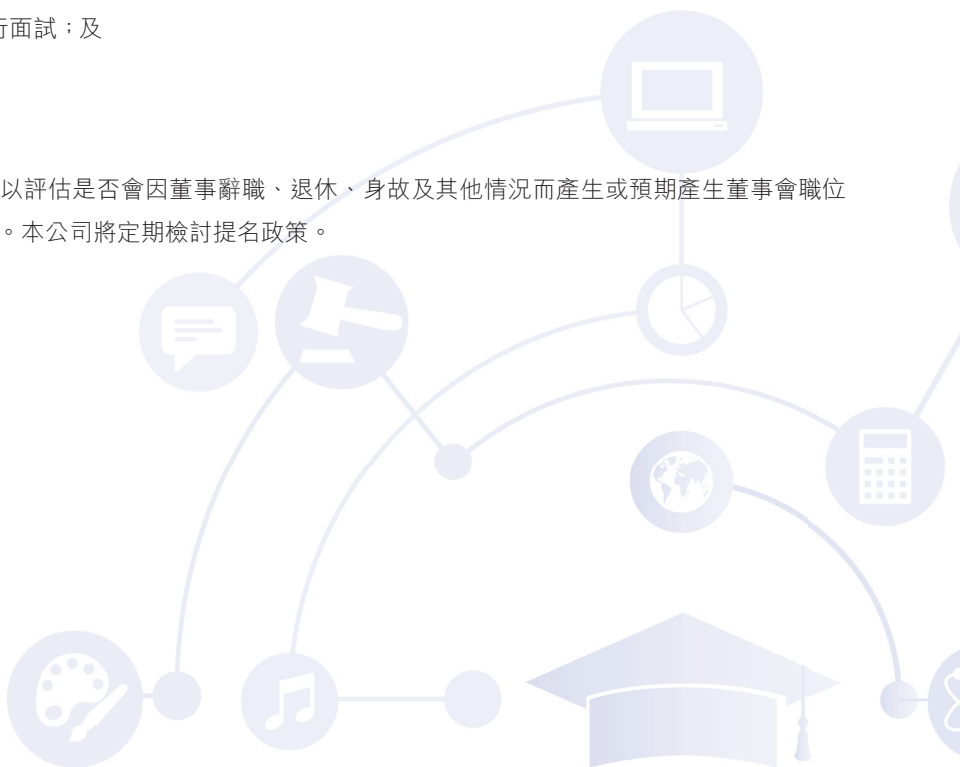 行面試；及
以評估是否會因董事辭職、退休、身故及其他情況而產生或預期產生董事會職位
。本公司將定期檢討提名政策。